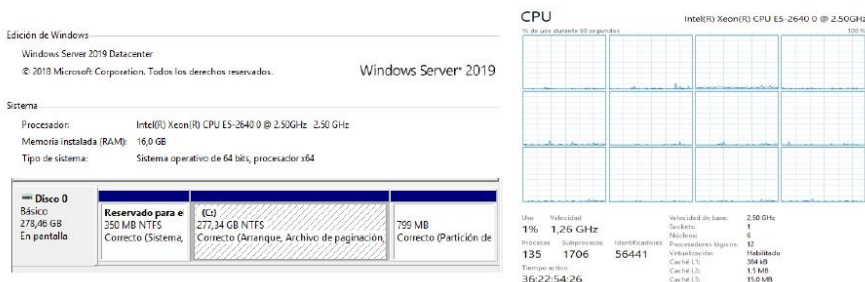 Edición de Windows
Windows Server 2019 Datacenter
© 2018 Microsoft Corporation. Todos los derechos reservados.
Windows Server® 2019
Sistema
Procesador: Intel(R) Xeon(R) CPU E5-2640 0 @ 2.50GHz 2.50 GHz
Memoria instalada (RAM): 16,0 GB
Tipo de sistema: Sistema operativo de 64 bits, procesador x64
Disco 0
Básico
278,46 GB
En pantalla
Reservado para e
350 MB NTFS
Correcto (Sistema,
(C:)
277,34 GB NTFS
Correcto (Arranque, Archivo de paginación,
799 MB
Correcto (Partición de
CPU
Intel(R) Xeon(R) CPU E5-2640 0 @ 2.50GHz
% de uso durante 60 segundos
100 %
Uso Velocidad
1% 1,26 GHz
Procesos Subprocesos Identificadores
135 1706 56441
Tiempo activo
36:22:54:26
Velocidad de base: 2,50 GHz
Sockets: 1
Núcleos: 6
Procesadores lógicos: 12
Virtualización: Habilitado
Caché L1: 384 kB
Caché L2: 1,5 MB
Caché L3: 15,0 MB